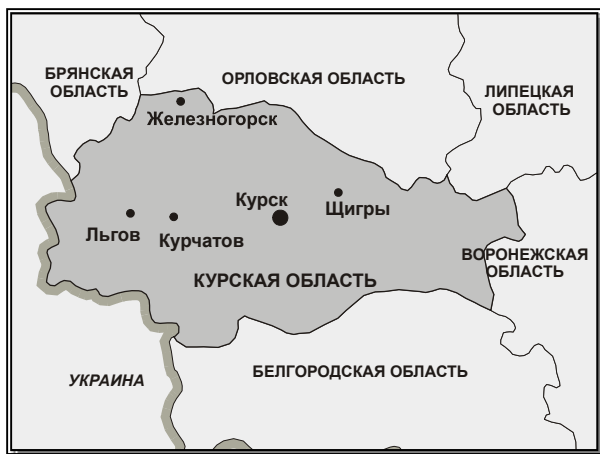 БРЯНСКАЯ
ОБЛАСТЬ
ОРЛОВСКАЯ ОБЛАСТЬ
ЛИПЕЦКАЯ
ОБЛАСТЬ
Железногорск
Курск
Щигры
Льгов
Курчатов
ВОРОНЕЖСКАЯ
ОБЛАСТЬ
КУРСКАЯ ОБЛАСТЬ
УКРАИНА
БЕЛГОРОДСКАЯ ОБЛАСТЬ